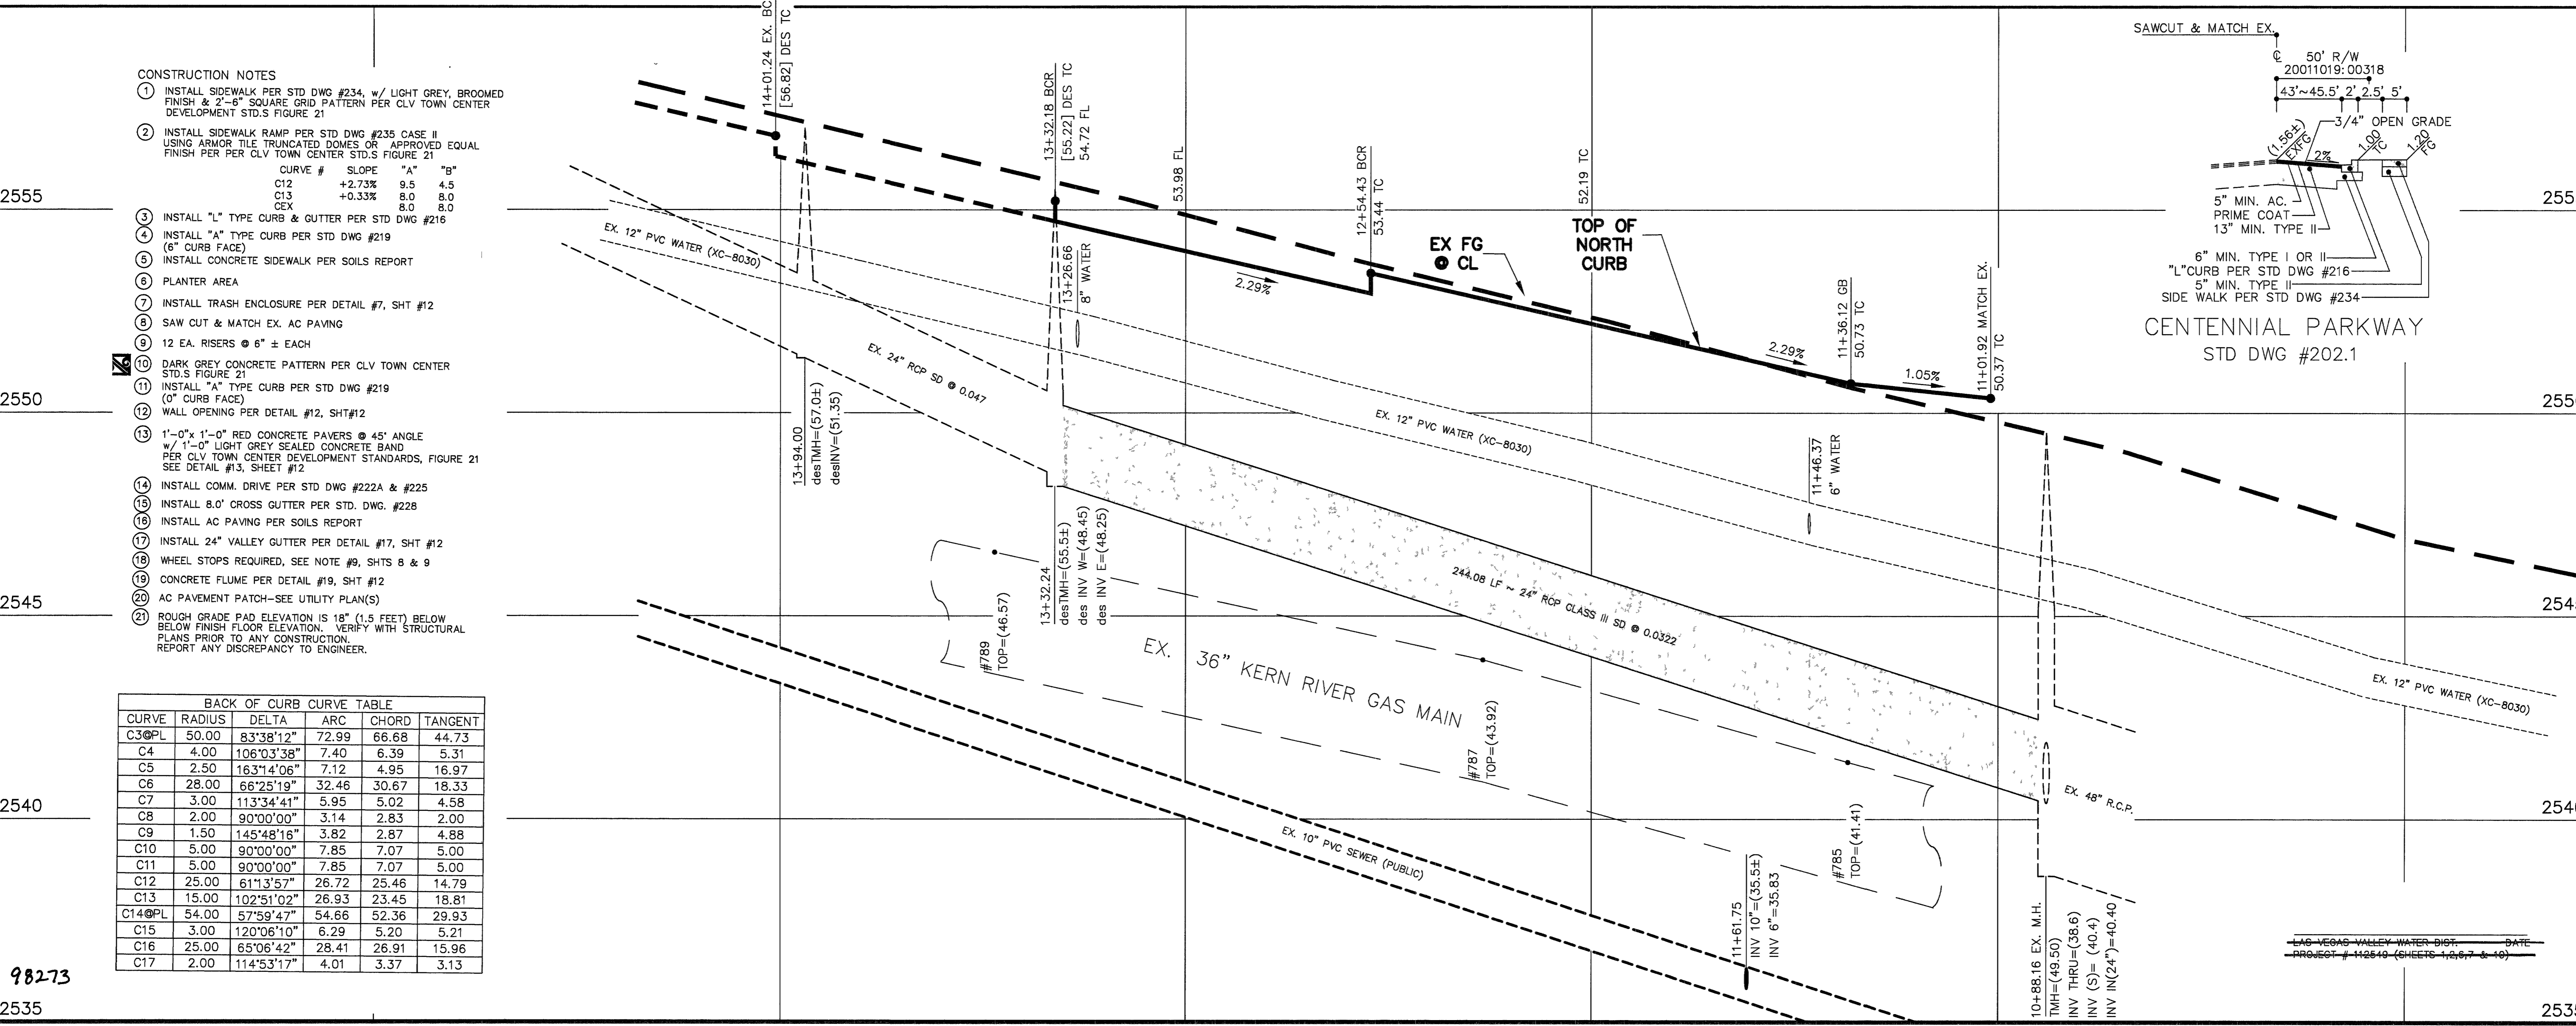 CONSTRUCTION NOTES
1 INSTALL SIDEWALK PER STD DWG #234, w/ LIGHT GREY, BROOMED
FINISH & 2'-6" SQUARE GRID PATTERN PER CLV TOWN CENTER
DEVELOPMENT STD.S FIGURE 21
2 INSTALL SIDEWALK RAMP PER STD DWG #235 CASE II
USING ARMOR TILE TRUNCATED DOMES OR APPROVED EQUAL
FINISH PER PER CLV TOWN CENTER STD.S FIGURE 21
CURVE # SLOPE "A" "B"
C12 +2.73% 9.5 4.5
C13 +0.33% 8.0 8.0
CEX 8.0 8.0
3 INSTALL "L" TYPE CURB & GUTTER PER STD DWG #216
4 INSTALL "A" TYPE CURB PER STD DWG #219
(6" CURB FACE)
5 INSTALL CONCRETE SIDEWALK PER SOILS REPORT
6 PLANTER AREA
7 INSTALL TRASH ENCLOSURE PER DETAIL #7, SHT #12
8 SAW CUT & MATCH EX. AC PAVING
9 12 EA. RISERS @ 6" ± EACH
10 DARK GREY CONCRETE PATTERN PER CLV TOWN CENTER
STD.S FIGURE 21
11 INSTALL "A" TYPE CURB PER STD DWG #219
(0" CURB FACE)
12 WALL OPENING PER DETAIL #12, SHT#12
13 1'-0"x 1'-0" RED CONCRETE PAVERS @ 45° ANGLE
w/ 1'-0" LIGHT GREY SEALED CONCRETE BAND
PER CLV TOWN CENTER DEVELOPMENT STANDARDS, FIGURE 21
SEE DETAIL #13, SHEET #12
14 INSTALL COMM. DRIVE PER STD DWG #222A & #225
15 INSTALL 8.0' CROSS GUTTER PER STD. DWG. #228
16 INSTALL AC PAVING PER SOILS REPORT
17 INSTALL 24" VALLEY GUTTER PER DETAIL #17, SHT #12
18 WHEEL STOPS REQUIRED, SEE NOTE #9, SHTS 8 & 9
19 CONCRETE FLUME PER DETAIL #19, SHT #12
20 AC PAVEMENT PATCH-SEE UTILITY PLAN(S)
21 ROUGH GRADE PAD ELEVATION IS 18" (1.5 FEET) BELOW
BELOW FINISH FLOOR ELEVATION. VERIFY WITH STRUCTURAL
PLANS PRIOR TO ANY CONSTRUCTION.
REPORT ANY DISCREPANCY TO ENGINEER.
BACK OF CURB CURVE TABLE
CURVE RADIUS DELTA ARC CHORD TANGENT
C3@PL 50.00 83°38'12" 72.99 66.68 44.73
C4 4.00 106°03'38" 7.40 6.39 5.31
C5 2.50 163°14'06" 7.12 4.95 16.97
C6 28.00 66°25'19" 32.46 30.67 18.33
C7 3.00 113°34'41" 5.95 5.02 4.58
C8 2.00 90°00'00" 3.14 2.83 2.00
C9 1.50 145°48'16" 3.82 2.87 4.88
C10 5.00 90°00'00" 7.85 7.07 5.00
C11 5.00 90°00'00" 7.85 7.07 5.00
C12 25.00 61°13'57" 26.72 25.46 14.79
C13 15.00 102°51'02" 26.93 23.45 18.81
C14@PL 54.00 57°59'47" 54.66 52.36 29.93
C15 3.00 120°06'10" 6.29 5.20 5.21
C16 25.00 65°06'42" 28.41 26.91 15.96
C17 2.00 114°53'17" 4.01 3.37 3.13
98273
2555
2550
2545
2540
2535
14+01.24 EX. BC
[56.82] DES TC
13+32.18 BCR
[55.22] DES TC
54.72 FL
53.98 FL
12+54.43 BCR
53.44 TC
52.19 TC
EX FG
@ CL
TOP OF
NORTH
CURB
2.29%
2.29%
11+36.12 GB
50.73 TC
1.05%
11+01.92 MATCH EX.
50.37 TC
EX. 12" PVC WATER (XC-8030)
13+26.66
8" WATER
EX. 24" RCP SD @ 0.047
13+94.00
desTMH=(57.0±)
desINV=(51.35)
EX. 12" PVC WATER (XC-8030)
11+46.37
6" WATER
13+32.24
desTMH=(55.5±)
des INV W=(48.45)
des INV E=(48.25)
244.08 LF ~ 24" RCP CLASS III SD @ 0.0322
#789
TOP=(46.57)
EX. 36" KERN RIVER GAS MAIN
#787
TOP=(43.92)
#785
TOP=(41.41)
EX. 10" PVC SEWER (PUBLIC)
11+61.75
INV 10"=(35.5±)
INV 6"=35.83
EX. 12" PVC WATER (XC-8030)
EX. 48" R.C.P.
10+88.16 EX. M.H.
TMH=(49.50)
INV THRU=(38.6)
INV (S)= (40.4)
INV IN(24")=40.40
SAWCUT & MATCH EX.
50' R/W
20011019:00318
43'~45.5' 2' 2.5' 5'
3/4" OPEN GRADE
(1.56±)
EXFG
2%
1.00
TC
1.20
FG
5" MIN. AC.
PRIME COAT
13" MIN. TYPE II
6" MIN. TYPE I OR II
"L"CURB PER STD DWG #216
5" MIN. TYPE II
SIDE WALK PER STD DWG #234
CENTENNIAL PARKWAY
STD DWG #202.1
255
255
254
254
253
LAS VEGAS VALLEY WATER DIST. DATE
PROJECT # 112549 (SHEETS 1,2,6,7 & 10)